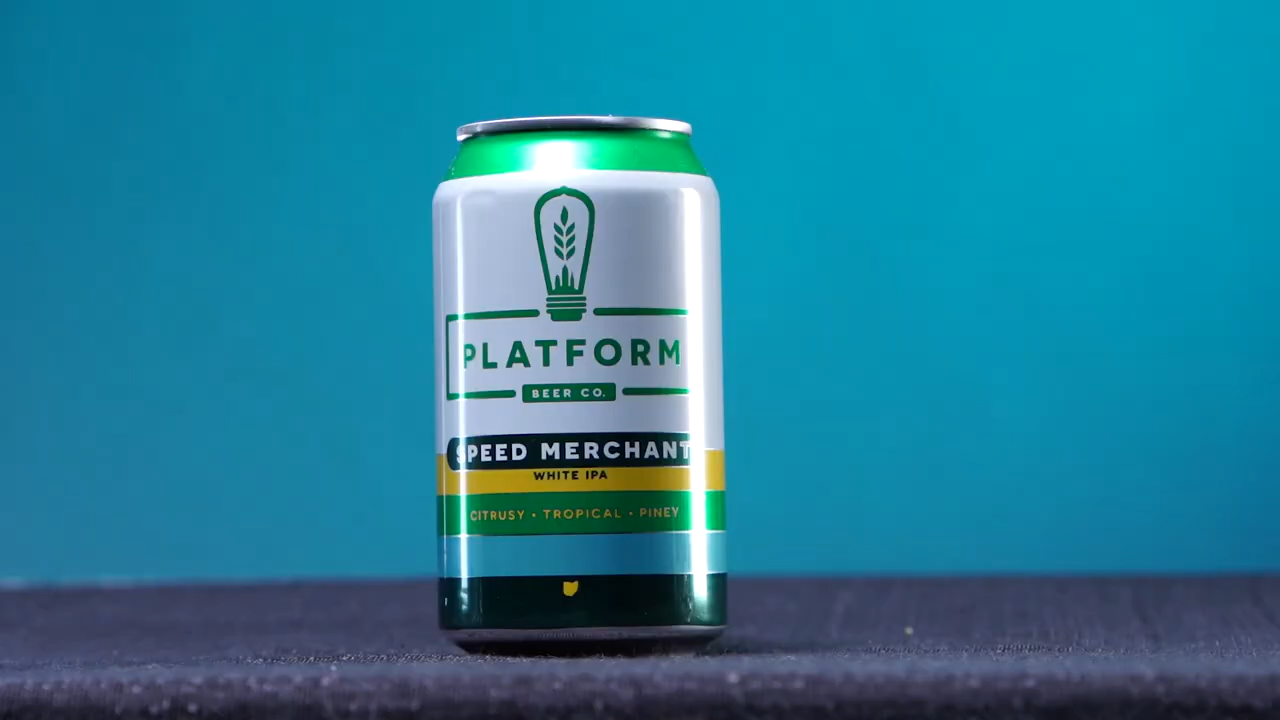 PLATFORM
BEER CO.
SPEED MERCHANT
WHITE IPA
CITRUSY • TROPICAL • PINEY